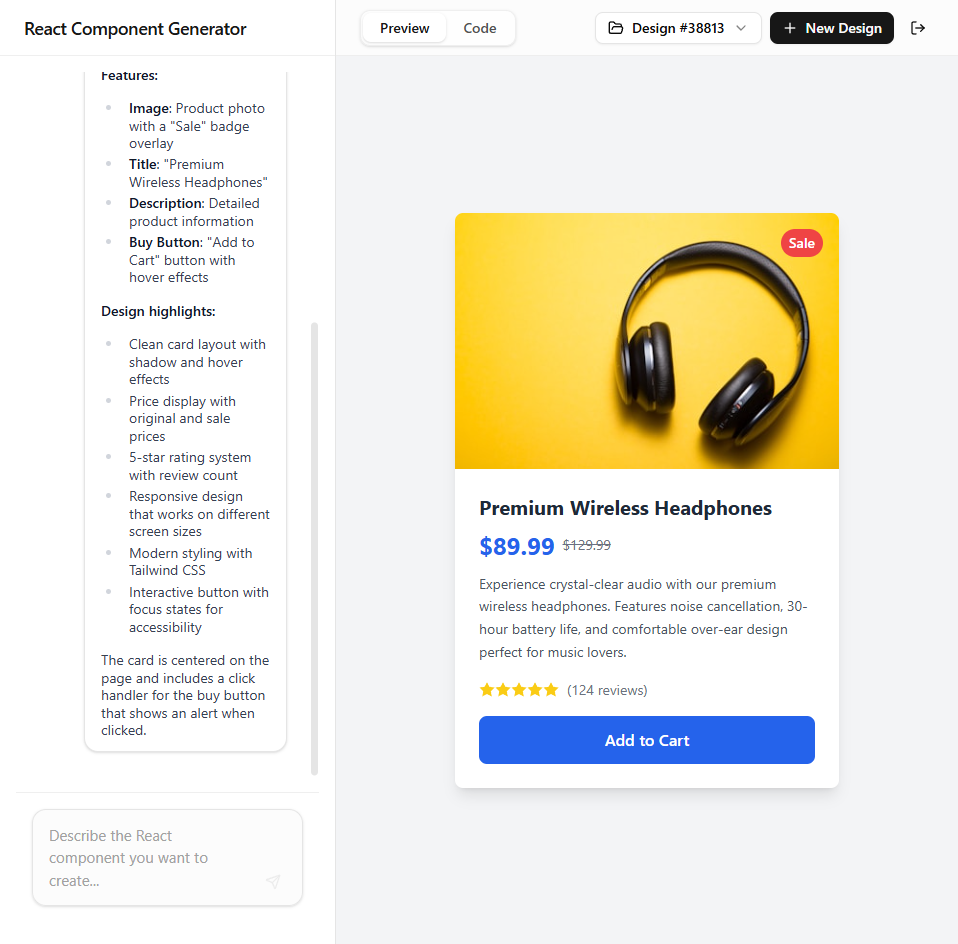 React Component Generator
Preview
Code
Design #38813
New Design
Features:
Image: Product photo
with a "Sale" badge
overlay
Title: "Premium
Wireless Headphones"
Description: Detailed
product information
Buy Button: "Add to
Cart" button with
hover effects
Design highlights:
Clean card layout with
shadow and hover
effects
Price display with
original and sale
prices
5-star rating system
with review count
Responsive design
that works on different
screen sizes
Modern styling with
Tailwind CSS
Interactive button with
focus states for
accessibility
The card is centered on the
page and includes a click
handler for the buy button
that shows an alert when
clicked.
Describe the React
component you want to
create...
Sale
Premium Wireless Headphones
$89.99 $129.99
Experience crystal-clear audio with our premium
wireless headphones. Features noise cancellation, 30-
hour battery life, and comfortable over-ear design
perfect for music lovers.
(124 reviews)
Add to Cart